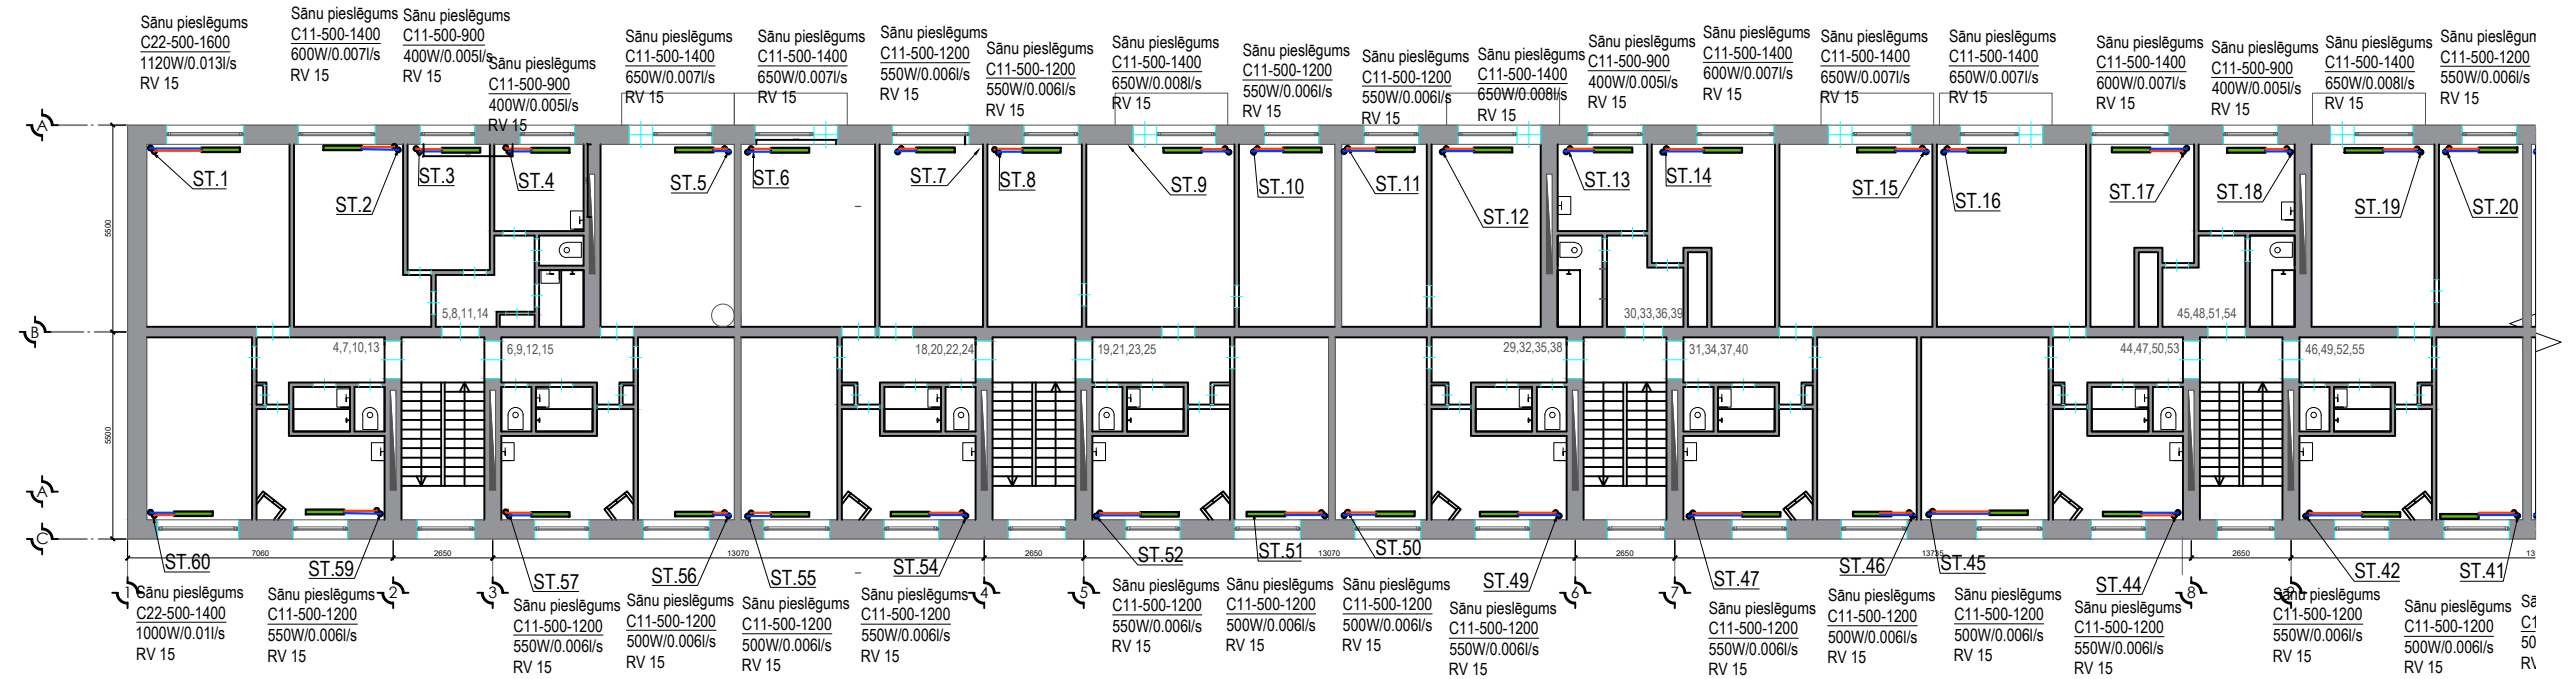 Sānu pieslēgums
C22-500-1600
1120W/0.013l/s
RV 15
Sānu pieslēgums
C11-500-1400
600W/0.007l/s
RV 15
Sānu pieslēgums
C11-500-900
400W/0.005l/s
RV 15
Sānu pieslēgums
C11-500-900
400W/0.005l/s
RV 15
Sānu pieslēgums
C11-500-1400
650W/0.007l/s
RV 15
Sānu pieslēgums
C11-500-1400
650W/0.007l/s
RV 15
Sānu pieslēgums
C11-500-1200
550W/0.006l/s
RV 15
Sānu pieslēgums
C11-500-1200
550W/0.006l/s
RV 15
Sānu pieslēgums
C11-500-1400
650W/0.008l/s
RV 15
Sānu pieslēgums
C11-500-1200
550W/0.006l/s
RV 15
Sānu pieslēgums
C11-500-1200
550W/0.006l/s
RV 15
Sānu pieslēgums
C11-500-1400
650W/0.008l/s
RV 15
Sānu pieslēgums
C11-500-900
400W/0.005l/s
RV 15
Sānu pieslēgums
C11-500-1400
600W/0.007l/s
RV 15
Sānu pieslēgums
C11-500-1400
650W/0.007l/s
RV 15
Sānu pieslēgums
C11-500-1400
650W/0.007l/s
RV 15
Sānu pieslēgums
C11-500-1400
600W/0.007l/s
RV 15
Sānu pieslēgums
C11-500-900
400W/0.005l/s
RV 15
Sānu pieslēgums
C11-500-1400
650W/0.008l/s
RV 15
Sānu pieslēgum
C11-500-1200
550W/0.006l/s
RV 15
A
ST.1
ST.2
ST.3
ST.4
ST.5
ST.6
ST.7
ST.8
ST.9
ST.10
ST.11
ST.12
ST.13
ST.14
ST.15
ST.16
ST.17
ST.18
ST.19
ST.20
5500
5,8,11,14
30,33,36,39
45,48,51,54
B
4,7,10,13
6,9,12,15
18,20,22,24
19,21,23,25
29,32,35,38
31,34,37,40
44,47,50,53
46,49,52,55
5500
A
C
7060
2650
13070
2650
13070
2650
13735
2650
13
ST.60
ST.59
ST.57
ST.56
ST.55
ST.54
ST.52
ST.51
ST.50
ST.49
ST.47
ST.46
ST.45
ST.44
ST.42
ST.41
1
2
3
4
5
6
7
8
9
Sānu pieslēgums
C22-500-1400
1000W/0.01l/s
RV 15
Sānu pieslēgums
C11-500-1200
550W/0.006l/s
RV 15
Sānu pieslēgums
C11-500-1200
550W/0.006l/s
RV 15
Sānu pieslēgums
C11-500-1200
500W/0.006l/s
RV 15
Sānu pieslēgums
C11-500-1200
500W/0.006l/s
RV 15
Sānu pieslēgums
C11-500-1200
550W/0.006l/s
RV 15
Sānu pieslēgums
C11-500-1200
550W/0.006l/s
RV 15
Sānu pieslēgums
C11-500-1200
500W/0.006l/s
RV 15
Sānu pieslēgums
C11-500-1200
500W/0.006l/s
RV 15
Sānu pieslēgums
C11-500-1200
550W/0.006l/s
RV 15
Sānu pieslēgums
C11-500-1200
550W/0.006l/s
RV 15
Sānu pieslēgums
C11-500-1200
500W/0.006l/s
RV 15
Sānu pieslēgums
C11-500-1200
500W/0.006l/s
RV 15
Sānu pieslēgums
C11-500-1200
550W/0.006l/s
RV 15
Sānu pieslēgums
C11-500-1200
550W/0.006l/s
RV 15
Sānu pieslēgums
C11-500-1200
500W/0.006l/s
RV 15
Sā
C1
50
RV